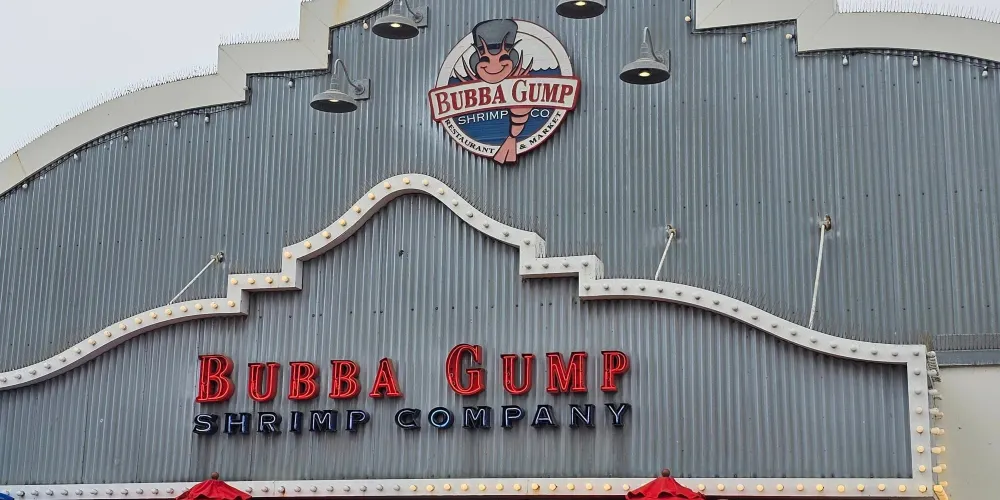 BUBBA GUMP
SHRIMP CO
RESTAURANT & MARKET
BUBBA GUMP
SHRIMP COMPANY